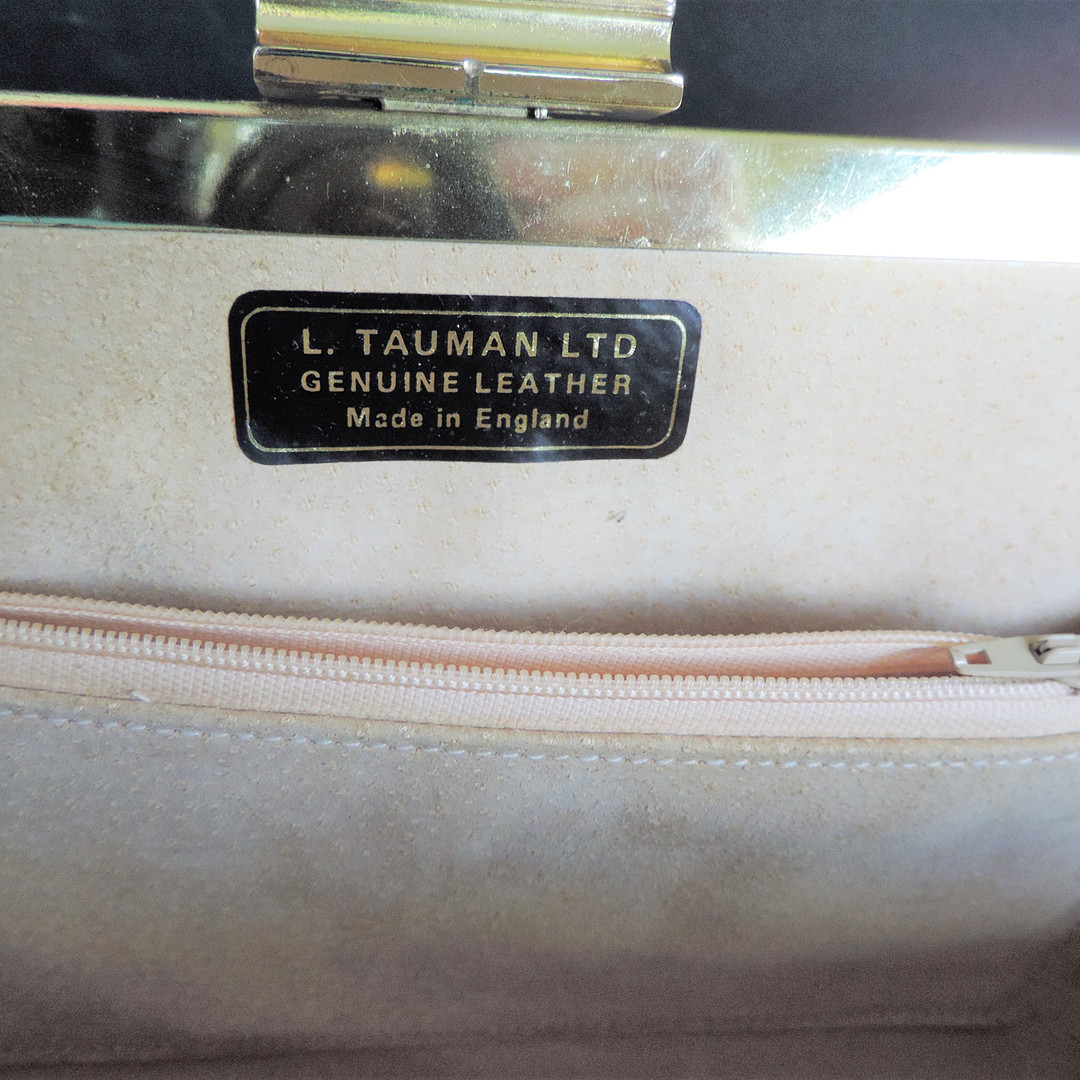 L. TAUMAN LTD
GENUINE LEATHER
Made in England